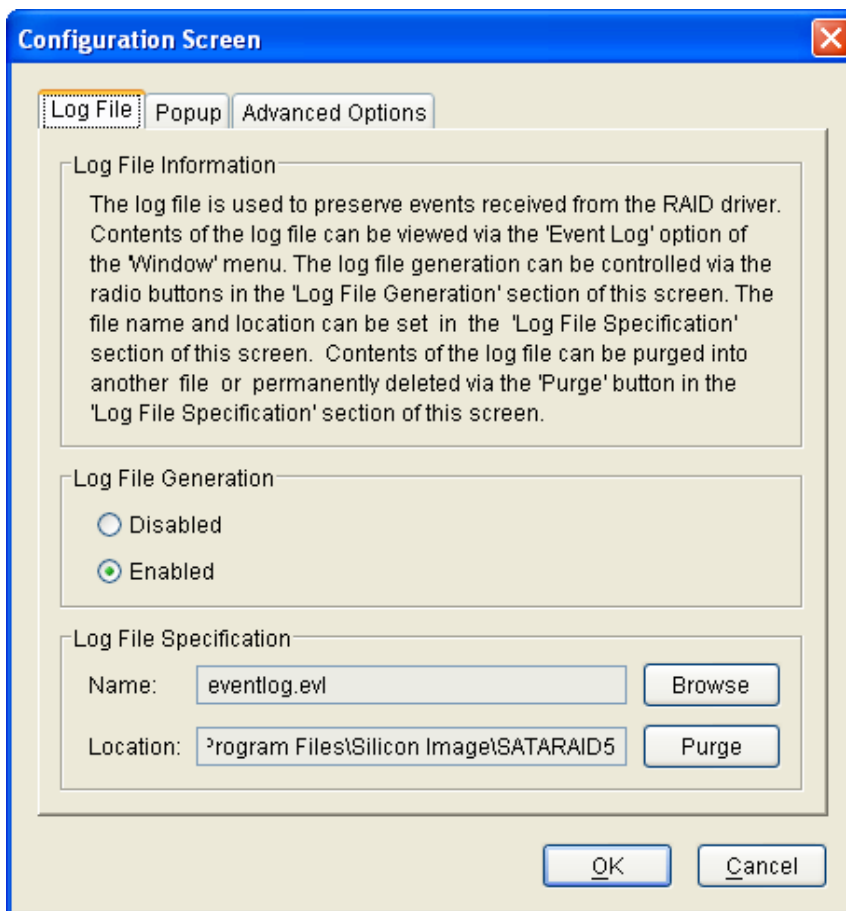 Configuration Screen
Log File
Popup
Advanced Options
Log File Information
The log file is used to preserve events received from the RAID driver.
Contents of the log file can be viewed via the 'Event Log' option of
the 'Window' menu. The log file generation can be controlled via the
radio buttons in the 'Log File Generation' section of this screen. The
file name and location can be set in the 'Log File Specification'
section of this screen. Contents of the log file can be purged into
another file or permanently deleted via the 'Purge' button in the
'Log File Specification' section of this screen.
Log File Generation
Disabled
Enabled
Log File Specification
Name: eventlog.evl Browse
Location: Program Files\Silicon Image\SATARAID5 Purge
OK Cancel